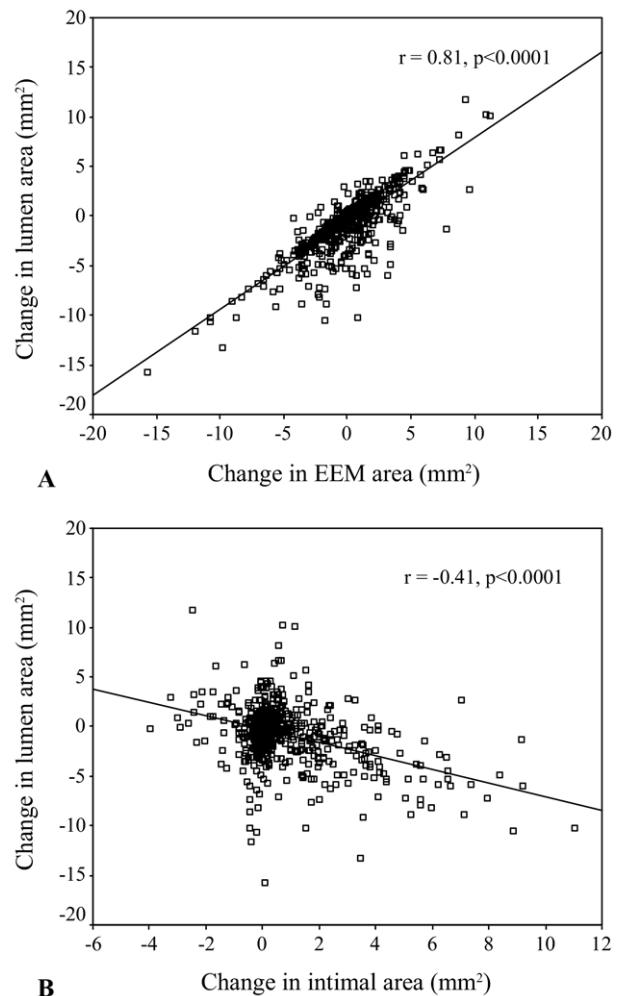 20
15
r = 0.81, p<0.0001
10
5
0
-5
-10
-15
-20
Change in lumen area (mm²)
-20 -15 -10 -5 0 5 10 15 20
A Change in EEM area (mm²)
20
15
r = -0.41, p<0.0001
10
5
0
-5
-10
-15
-20
Change in lumen area (mm²)
-6 -4 -2 0 2 4 6 8 10 12
B Change in intimal area (mm²)